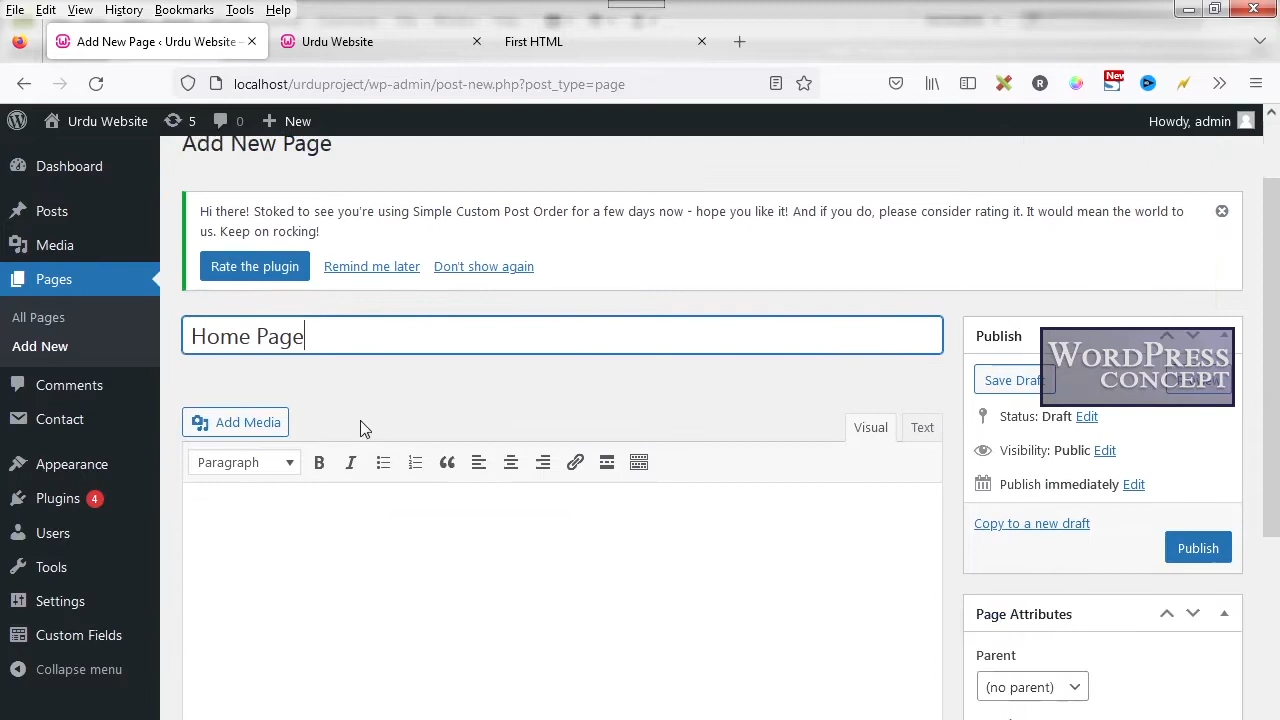 File Edit View History Bookmarks Tools Help
Add New Page ‹ Urdu Website —
Urdu Website
First HTML
localhost/urduproject/wp-admin/post-new.php?post_type=page
New
Urdu Website 5 0 New
Howdy, admin
Dashboard
Posts
Media
Pages
All Pages
Add New
Comments
Contact
Appearance
Plugins 4
Users
Tools
Settings
Custom Fields
Collapse menu
Add New Page
Hi there! Stoked to see you're using Simple Custom Post Order for a few days now - hope you like it! And if you do, please consider rating it. It would mean the world to
us. Keep on rocking!
Rate the plugin Remind me later Don't show again
Home Page
Add Media
Visual Text
Paragraph
Publish
WORDPRESS
CONCEPT
Save Draft
Status: Draft Edit
Visibility: Public Edit
Publish immediately Edit
Copy to a new draft
Publish
Page Attributes
Parent
(no parent)